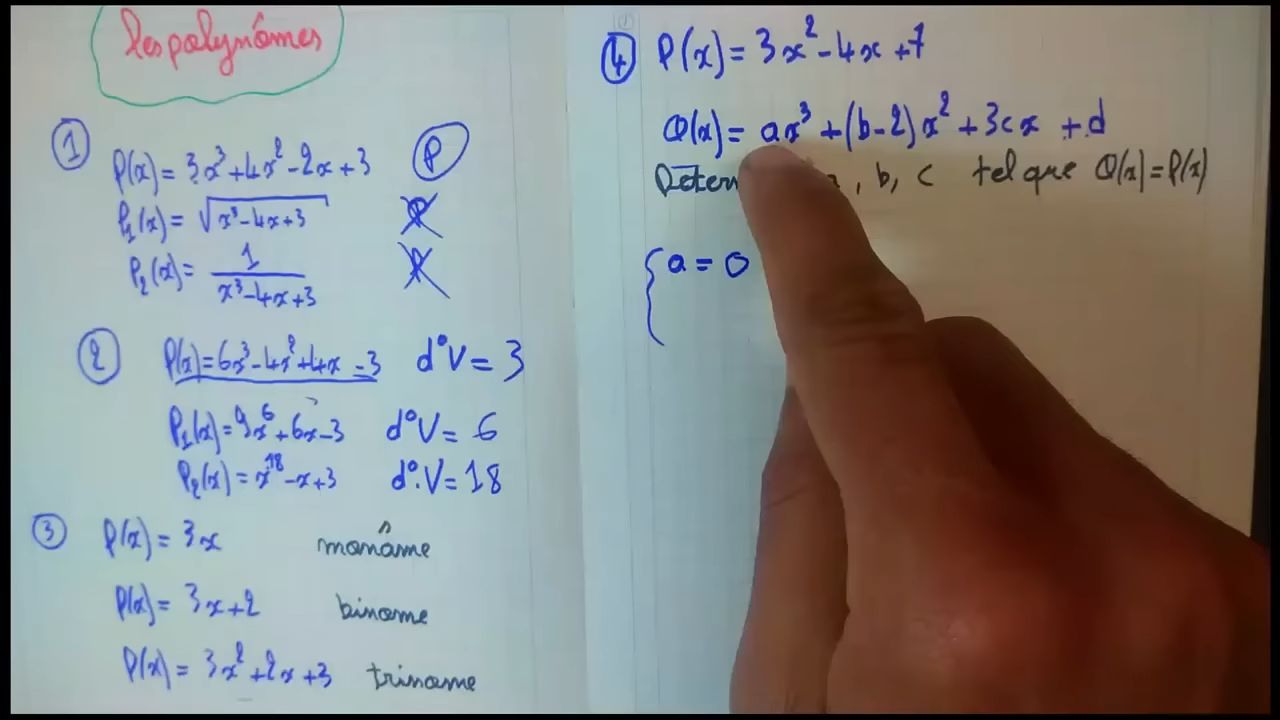 les polynômes
① P(x) = 3x³ + 4x² - 2x + 3 P
P₁(x) = √(x³ - 4x + 3) P
P₂(x) = 1/(x³ - 4x + 3) P
② P(x) = 6x³ - 4x² + 4x - 3 d°V = 3
P₁(x) = 9x⁶ + 6x - 3 d°V = 6
P₂(x) = x¹⁸ - x + 3 d°.V = 18
③ P(x) = 3x monôme
P(x) = 3x + 2 binome
P(x) = 3x² + 2x + 3 triname
④ P(x) = 3x² - 4x + 7
Q(x) = ax³ + (b-2)x² + 3cx + d
, b, c tel que Q(x) = P(x)
{ a = 0